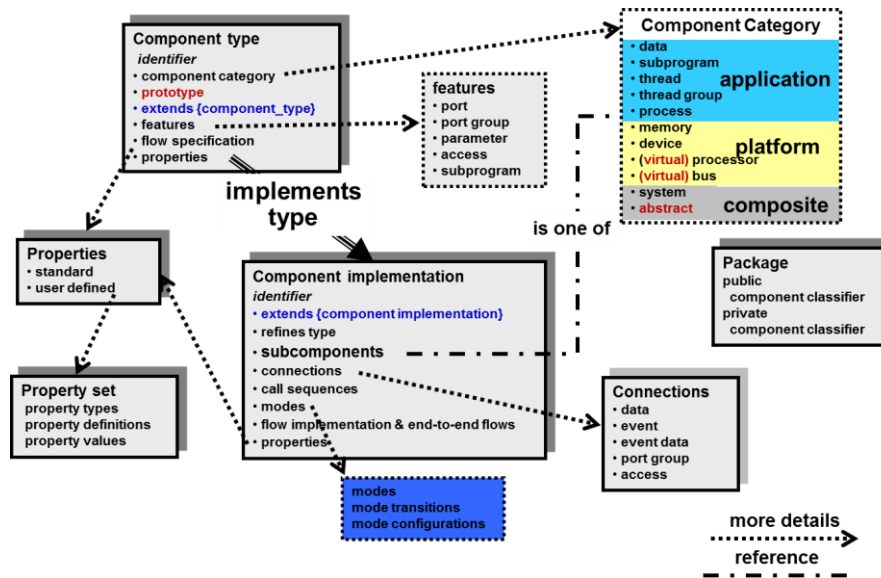 Component type
identifier
• component category
• prototype
• extends {component_type}
• features
• flow specification
• properties
Component Category
• data
• subprogram
• thread
• thread group
• process
application
• memory
• device
• (virtual) processor
• (virtual) bus
platform
• system
• abstract
composite
features
• port
• port group
• parameter
• access
• subprogram
implements
type
is one of
Properties
• standard
• user defined
Component implementation
identifier
• extends {component implementation}
• refines type
• subcomponents
• connections
• call sequences
• modes
• flow implementation & end-to-end flows
• properties
Package
public
component classifier
private
component classifier
Property set
property types
property definitions
property values
Connections
• data
• event
• event data
• port group
• access
modes
mode transitions
mode configurations
more details
reference